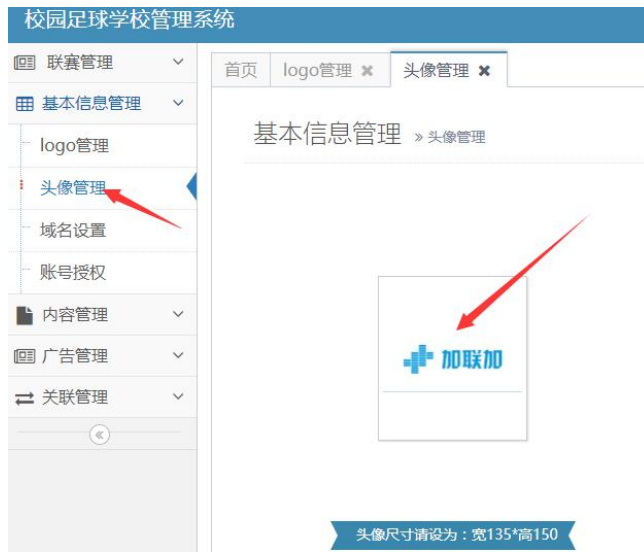 校园足球学校管理系统
联赛管理
基本信息管理
logo管理
头像管理
域名设置
账号授权
内容管理
广告管理
关联管理
首页 logo管理 头像管理
基本信息管理 » 头像管理
加联加
头像尺寸请设为：宽135*高150